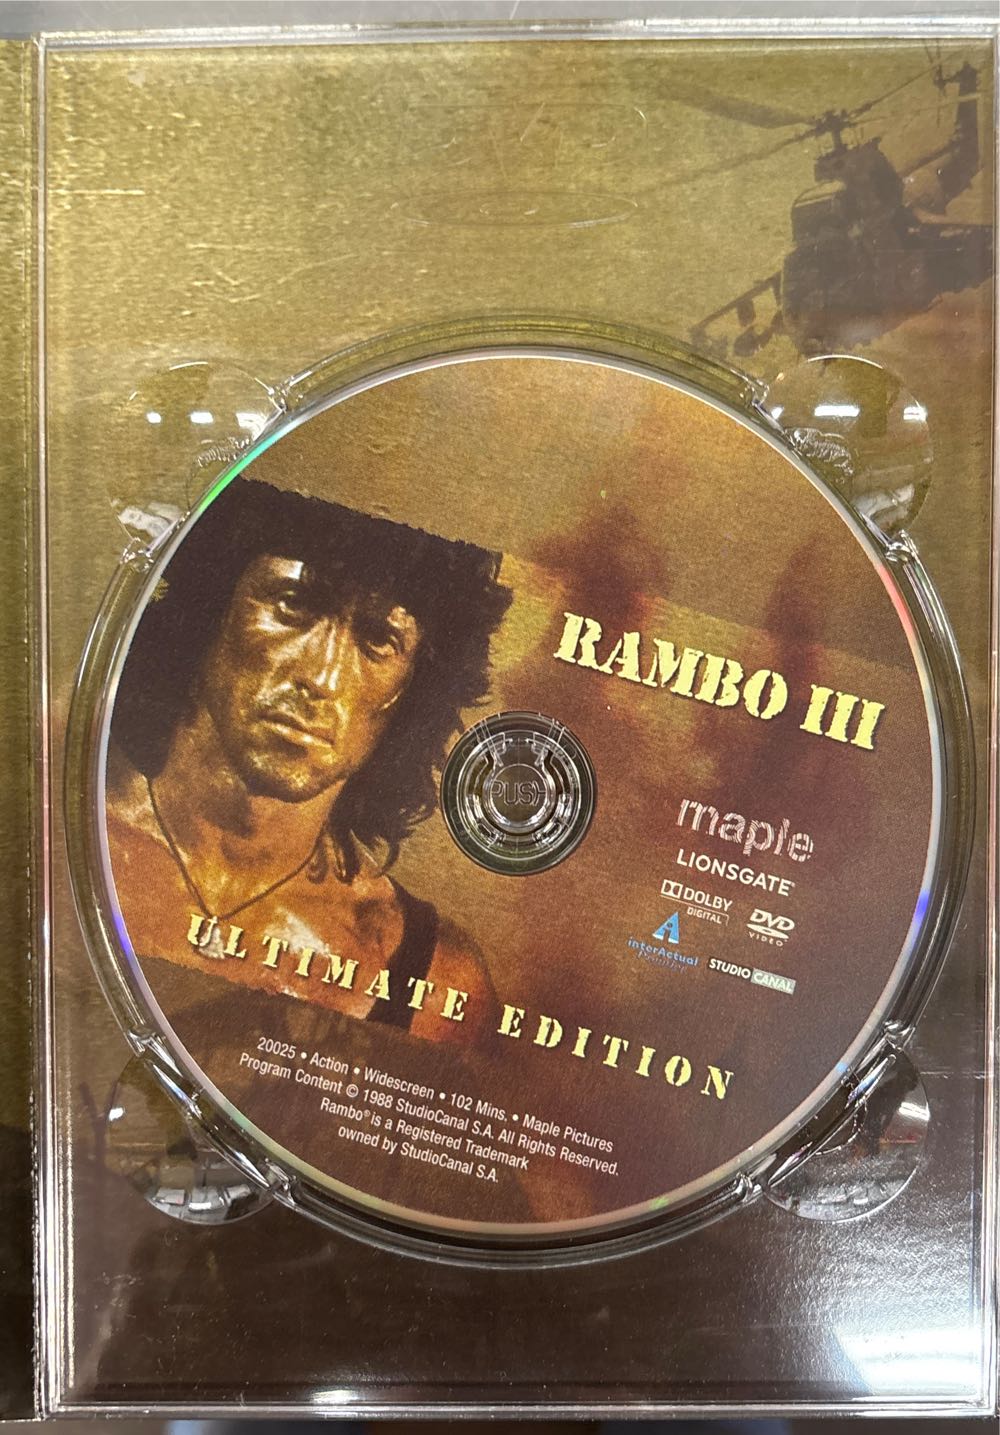 RAMBO III
PUSH
maple
LIONSGATE®
DOLBY
DIGITAL
DVD
VIDEO
InterActual
STUDIO CANAL
ULTIMATE EDITION
20025 • Action • Widescreen • 102 Mins. • Maple Pictures
Program Content © 1988 StudioCanal S.A. All Rights Reserved.
Rambo® is a Registered Trademark
owned by StudioCanal S.A.